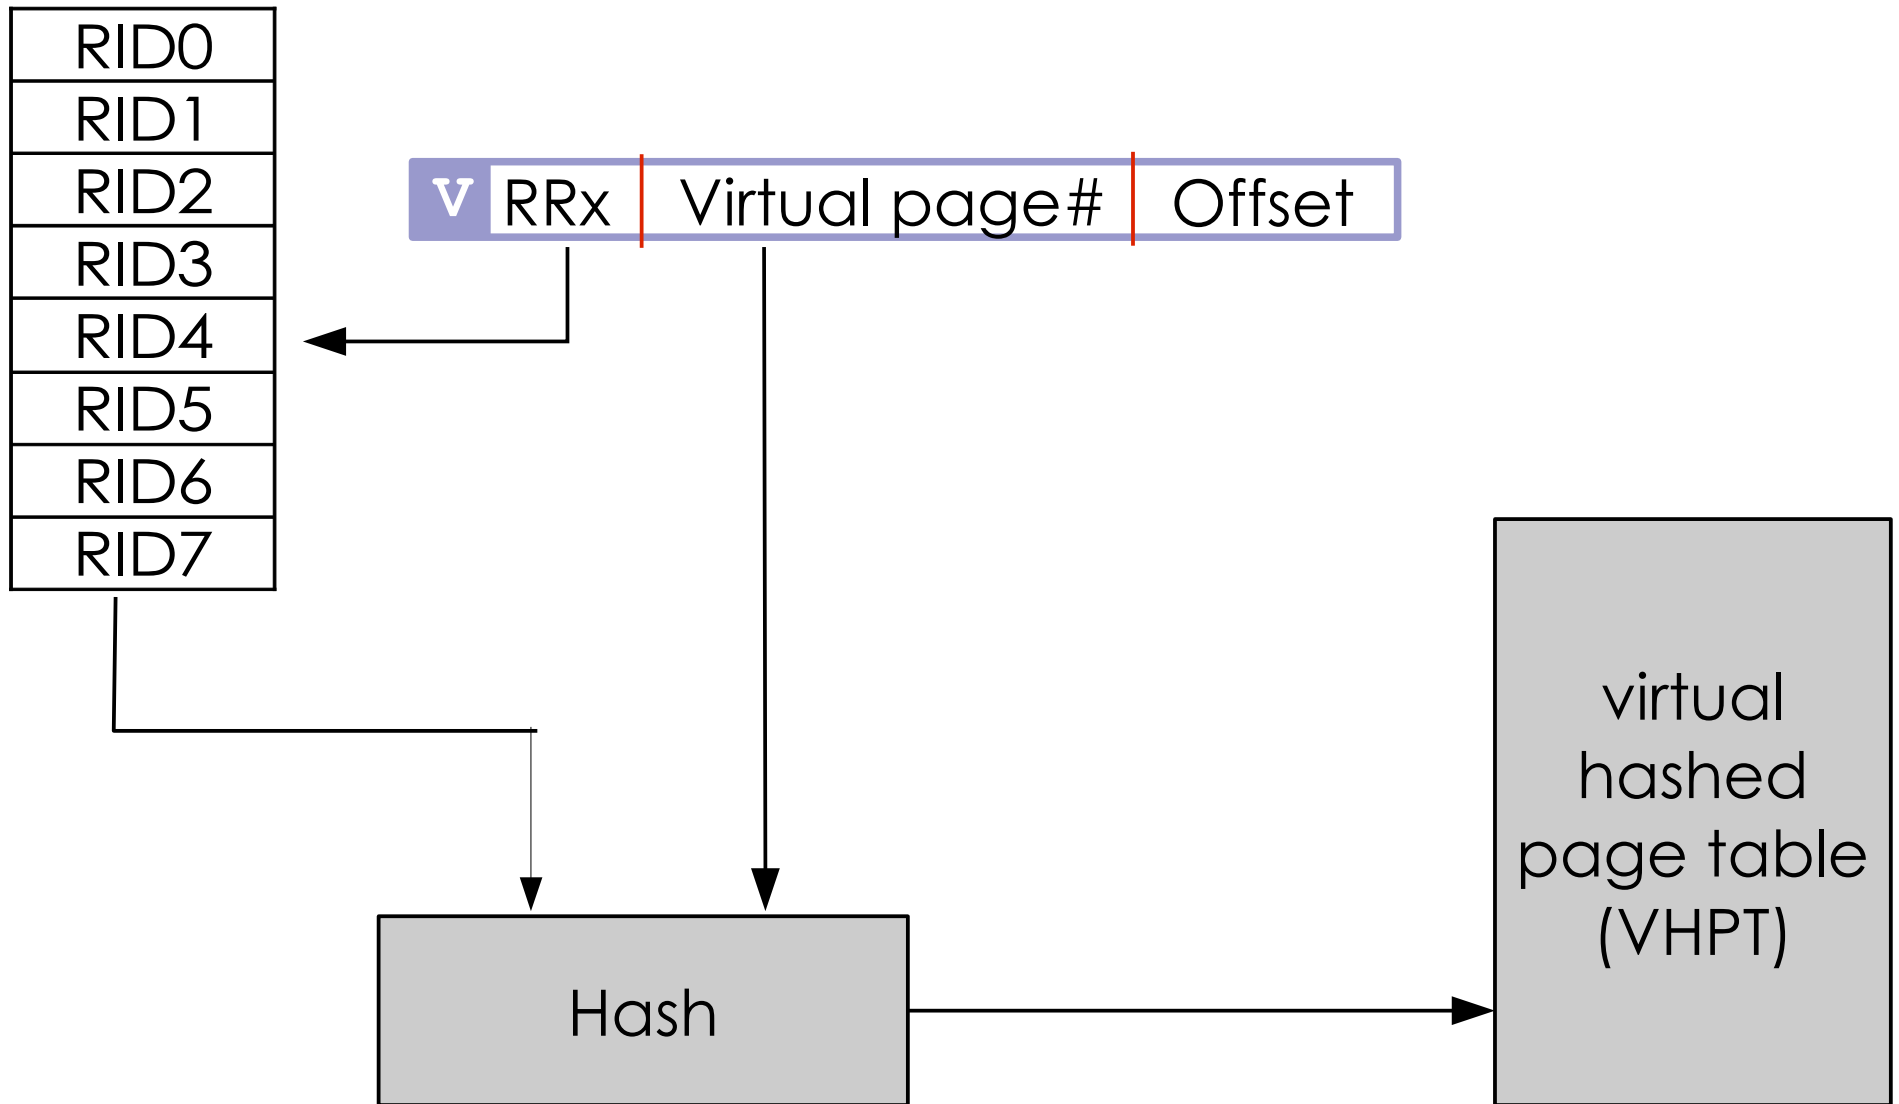 RID0
RID1
RID2
RID3
RID4
RID5
RID6
RID7
v RRx Virtual page# Offset
Hash
virtual
hashed
page table
(VHPT)